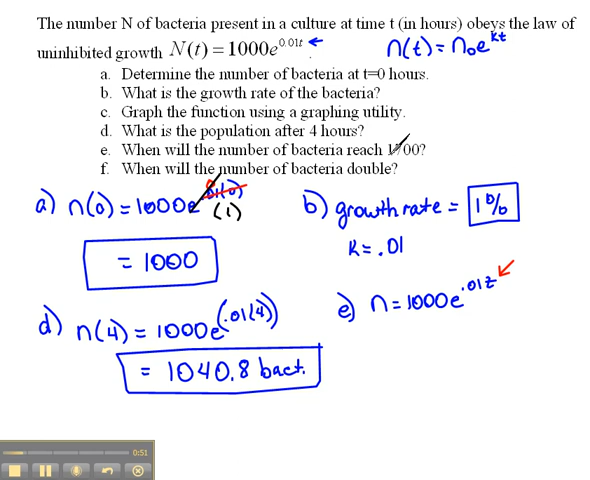 The number N of bacteria present in a culture at time t (in hours) obeys the law of
uninhibited growth N(t) = 1000e^0.01t ← n(t) = n₀e^kt
a. Determine the number of bacteria at t=0 hours.
b. What is the growth rate of the bacteria?
c. Graph the function using a graphing utility.
d. What is the population after 4 hours?
e. When will the number of bacteria reach 00?
f. When will the number of bacteria double?
a) n(0) = 1000e (1)
= 1000
b) growth rate = 1%
k = .01
d) n(4) = 1000e^(.01(4))
= 1040.8 bact.
e) n = 1000e^.01t
0:51